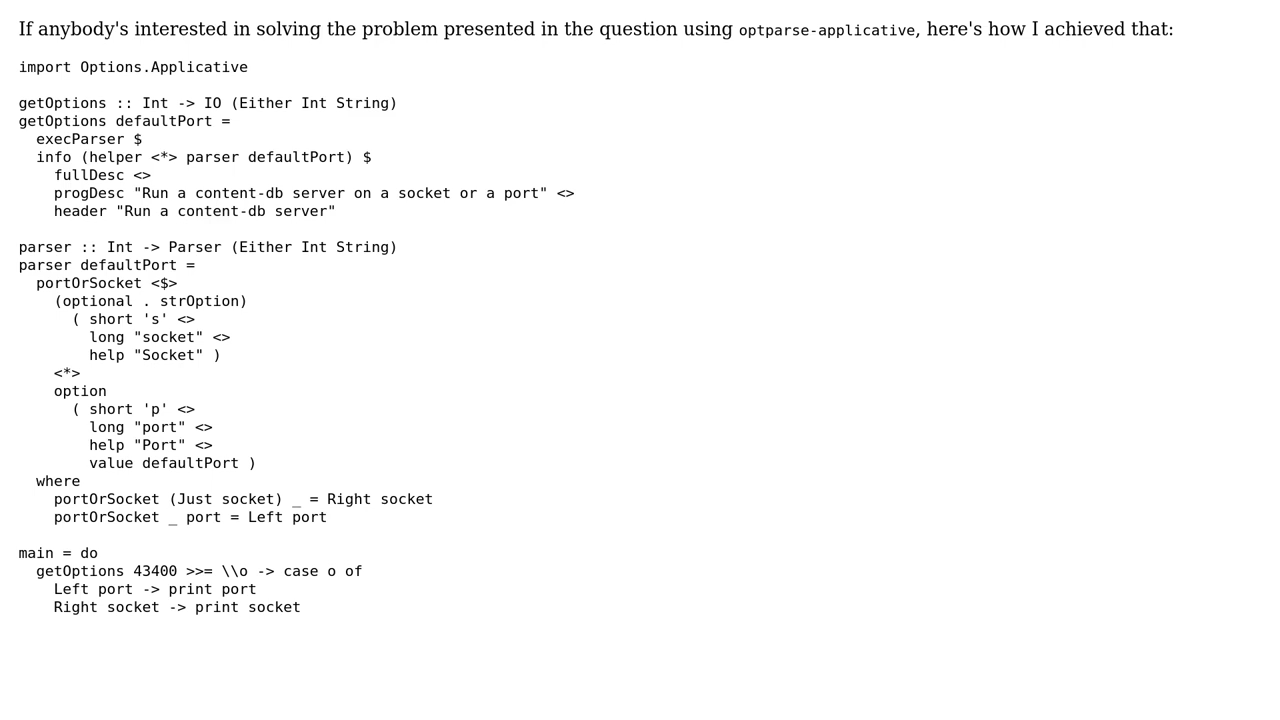 If anybody's interested in solving the problem presented in the question using optparse-applicative, here's how I achieved that:
import Options.Applicative

getOptions :: Int -> IO (Either Int String)
getOptions defaultPort =
  execParser $
  info (helper <*> parser defaultPort) $
    fullDesc <>
    progDesc "Run a content-db server on a socket or a port" <>
    header "Run a content-db server"

parser :: Int -> Parser (Either Int String)
parser defaultPort =
  portOrSocket <$>
    (optional . strOption)
      ( short 's' <>
        long "socket" <>
        help "Socket" )
    <*>
    option
      ( short 'p' <>
        long "port" <>
        help "Port" <>
        value defaultPort )
  where
    portOrSocket (Just socket) _ = Right socket
    portOrSocket _ port = Left port

main = do
  getOptions 43400 >>= \\o -> case o of
    Left port -> print port
    Right socket -> print socket